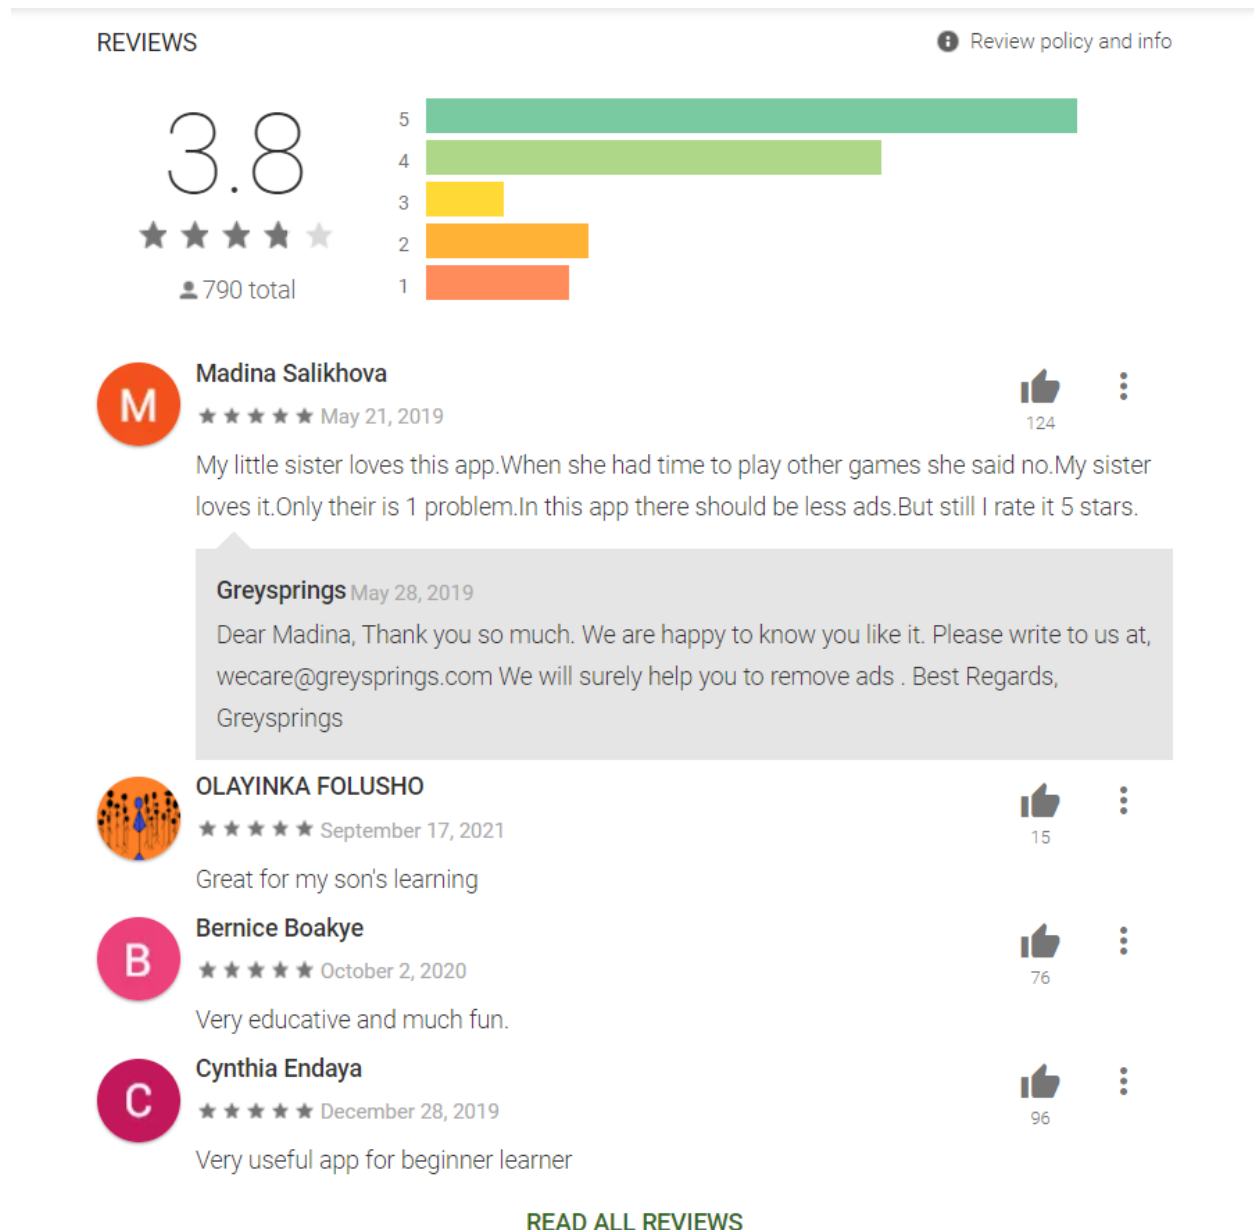 REVIEWS
Review policy and info
3.8
790 total
5
4
3
2
1
M
Madina Salikhova
May 21, 2019
124
My little sister loves this app.When she had time to play other games she said no.My sister
loves it.Only their is 1 problem.In this app there should be less ads.But still I rate it 5 stars.
Greysprings May 28, 2019
Dear Madina, Thank you so much. We are happy to know you like it. Please write to us at,
wecare@greysprings.com We will surely help you to remove ads . Best Regards,
Greysprings
OLAYINKA FOLUSHO
September 17, 2021
15
Great for my son's learning
B
Bernice Boakye
October 2, 2020
76
Very educative and much fun.
C
Cynthia Endaya
December 28, 2019
96
Very useful app for beginner learner
READ ALL REVIEWS